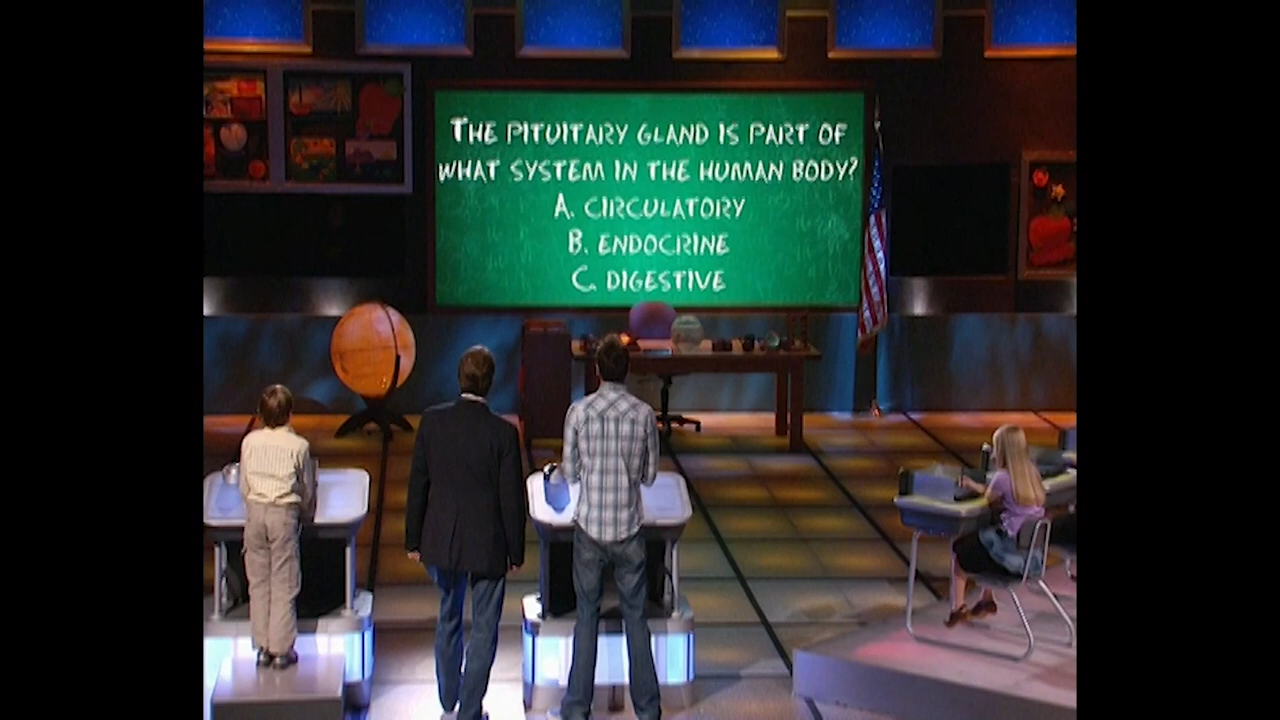 THE PITUITARY GLAND IS PART OF
WHAT SYSTEM IN THE HUMAN BODY?
A. CIRCULATORY
B. ENDOCRINE
C. DIGESTIVE